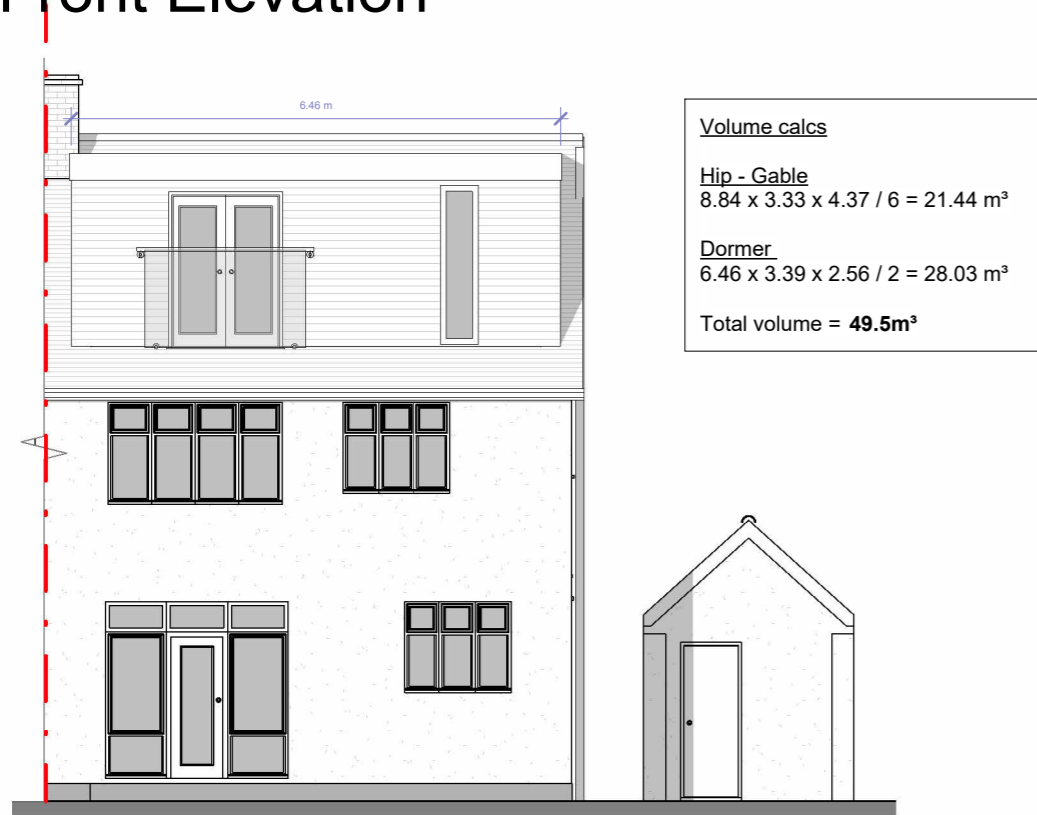 Front Elevation
6.46 m
Volume calcs
Hip - Gable
8.84 x 3.33 x 4.37 / 6 = 21.44 m³
Dormer
6.46 x 3.39 x 2.56 / 2 = 28.03 m³
Total volume = 49.5m³